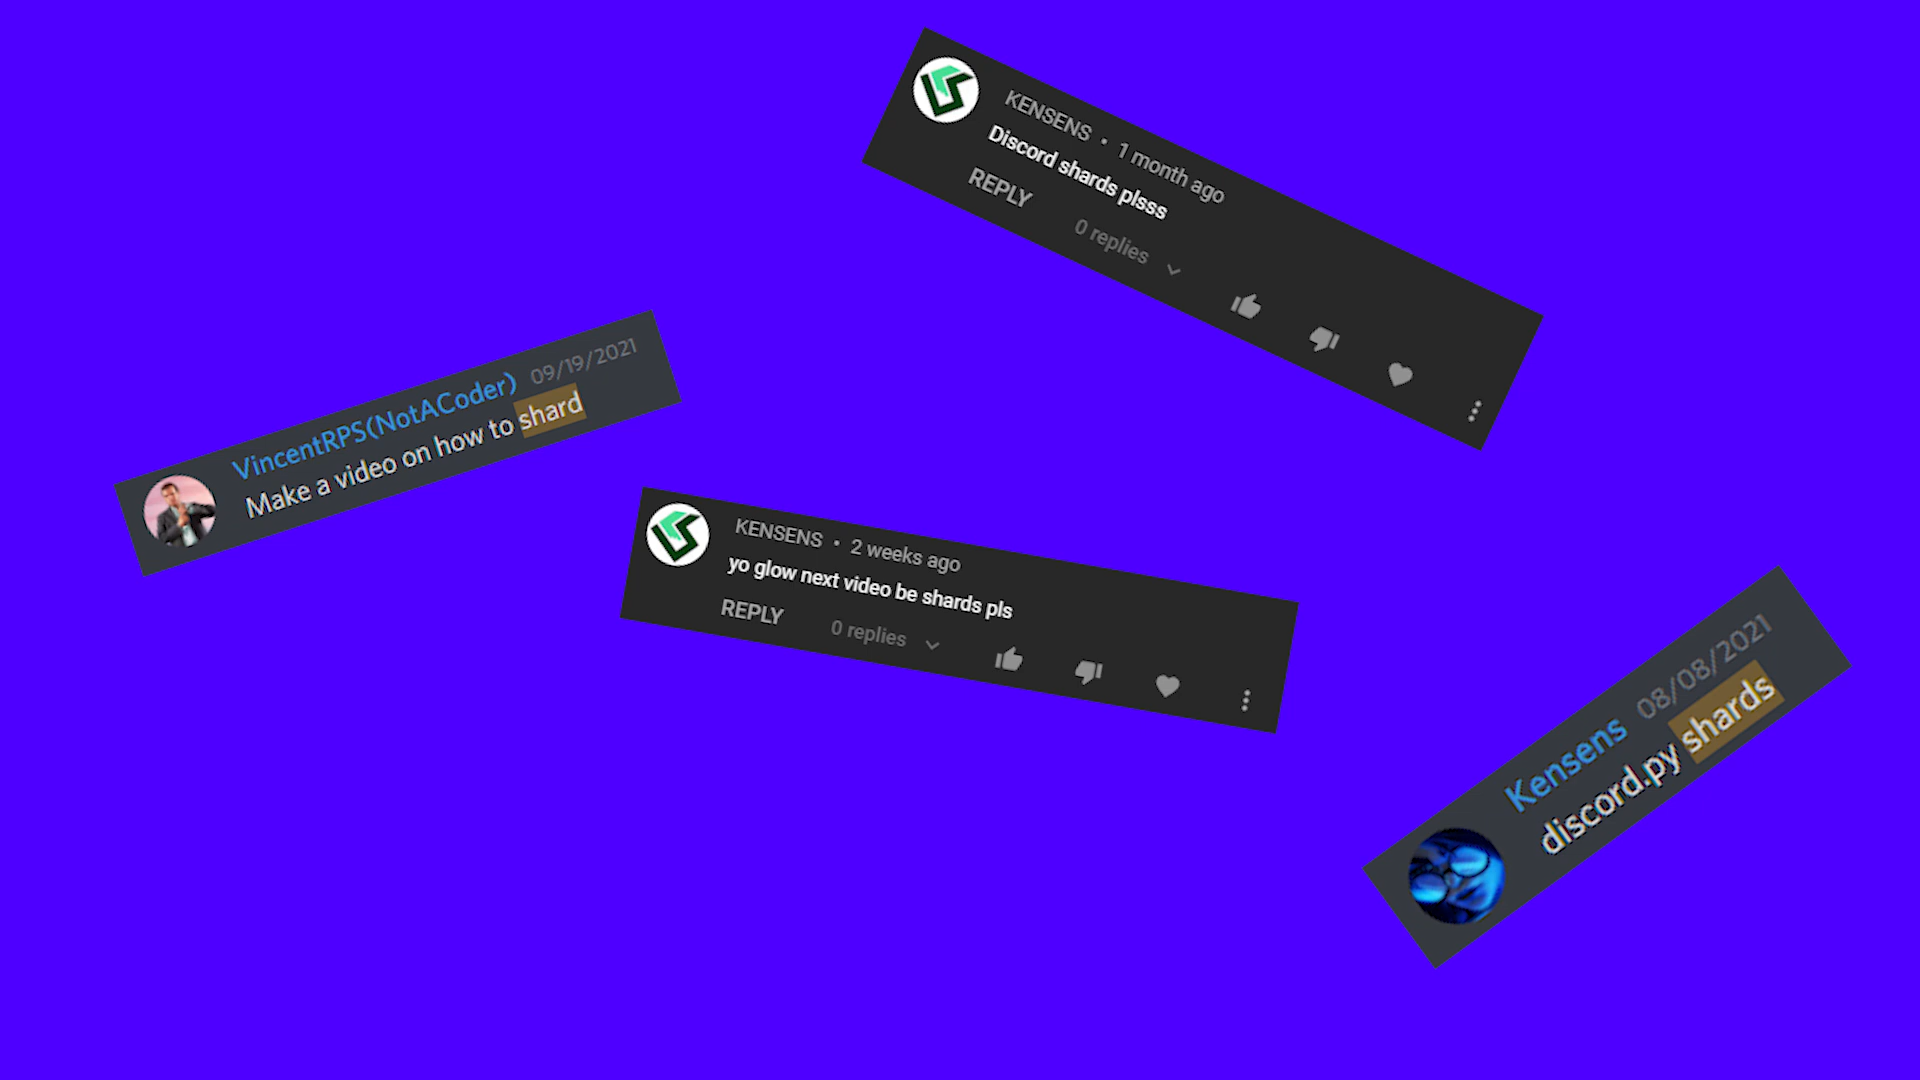 KENSENS • 1 month ago
Discord shards plsss
REPLY
0 replies
VincentRPS(NotACoder) 09/19/2021
Make a video on how to shard
KENSENS • 2 weeks ago
yo glow next video be shards pls
REPLY
0 replies
Kensens 08/08/2021
discord.py shards